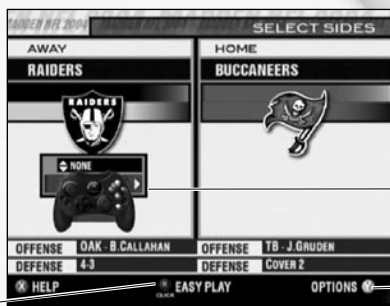 MADDEN NFL 2004
SELECT SIDES
AWAY
HOME
RAIDERS
BUCCANEERS
RAIDERS
NONE
OFFENSE OAK - B.CALLAHAN
OFFENSE TB - J.GRUDEN
DEFENSE 4-3
DEFENSE COVER 2
X HELP
CLICK
EASY PLAY
OPTIONS Y